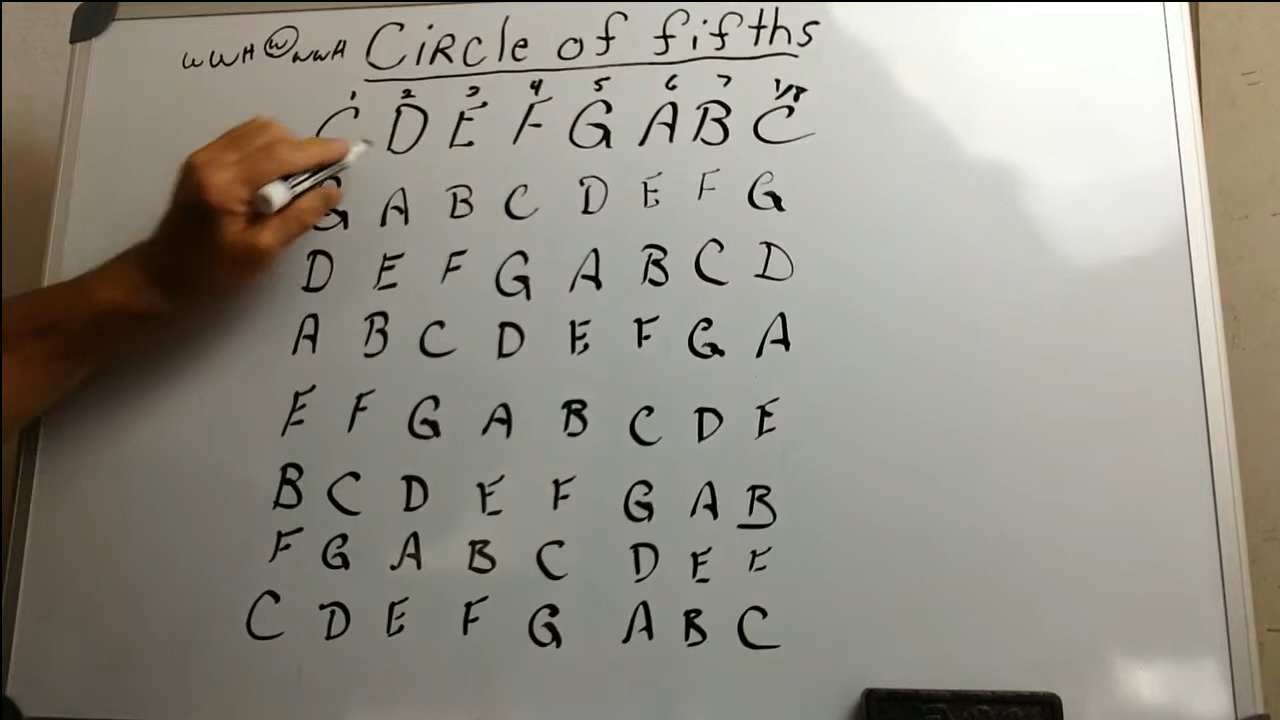 WWH W WWH Circle of fifths
1 2 3 4 5 6 7 1/8
C D E F G A B C
G A B C D E F G
D E F G A B C D
A B C D E F G A
E F G A B C D E
B C D E F G A B
F G A B C D E F
C D E F G A B C